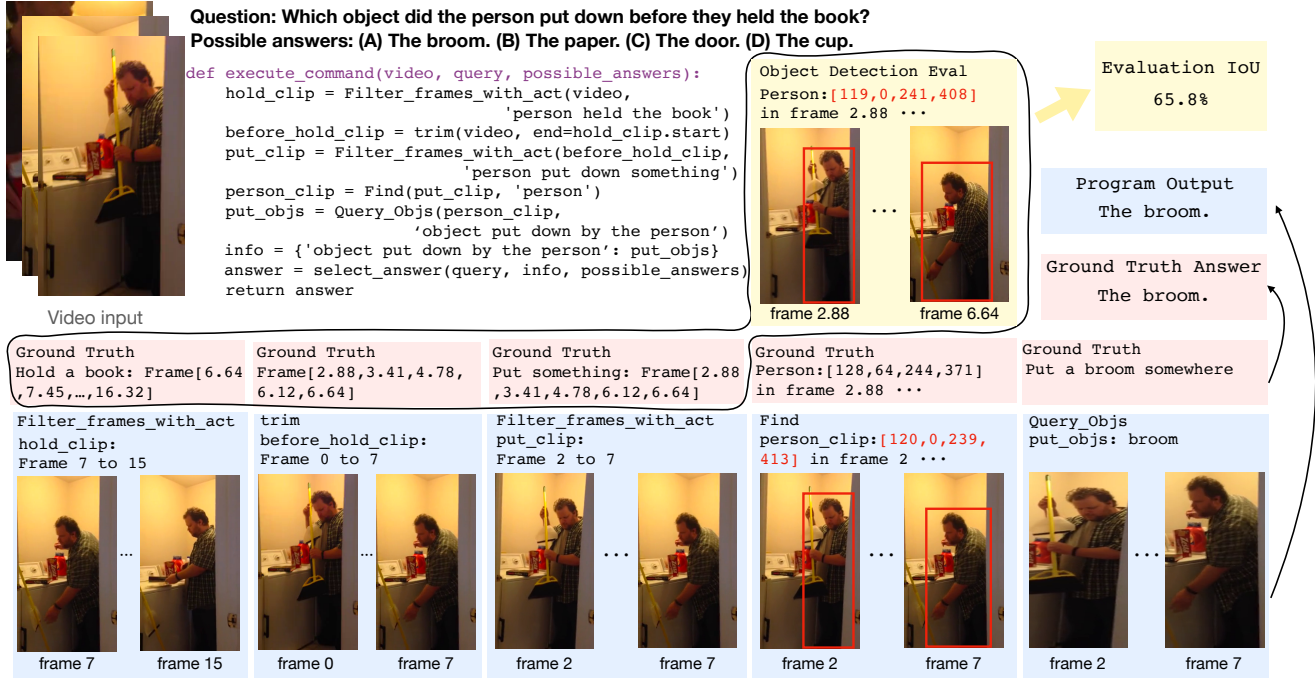 Question: Which object did the person put down before they held the book?
Possible answers: (A) The broom. (B) The paper. (C) The door. (D) The cup.
def execute_command(video, query, possible_answers):
hold_clip = Filter_frames_with_act(video,
'person held the book')
before_hold_clip = trim(video, end=hold_clip.start)
put_clip = Filter_frames_with_act(before_hold_clip,
'person put down something')
person_clip = Find(put_clip, 'person')
put_objs = Query_Objs(person_clip,
‘object put down by the person’)
info = {'object put down by the person’: put_objs}
answer = select_answer(query, info, possible_answers)
return answer
Video input
Object Detection Eval
Person:[119,0,241,408]
in frame 2.88 ···
...
frame 2.88
frame 6.64
Evaluation IoU
65.8%
Program Output
The broom.
Ground Truth Answer
The broom.
Ground Truth
Hold a book: Frame[6.64
,7.45,…,16.32]
Ground Truth
Frame[2.88,3.41,4.78,
6.12,6.64]
Ground Truth
Put something: Frame[2.88
,3.41,4.78,6.12,6.64]
Ground Truth
Person:[128,64,244,371]
in frame 2.88 ···
Ground Truth
Put a broom somewhere
Filter_frames_with_act
hold_clip:
Frame 7 to 15
...
frame 7
frame 15
trim
before_hold_clip:
Frame 0 to 7
...
frame 0
frame 7
Filter_frames_with_act
put_clip:
Frame 2 to 7
...
frame 2
frame 7
Find
person_clip:[120,0,239,
413] in frame 2 ···
...
frame 2
frame 7
Query_Objs
put_objs: broom
...
frame 2
frame 7